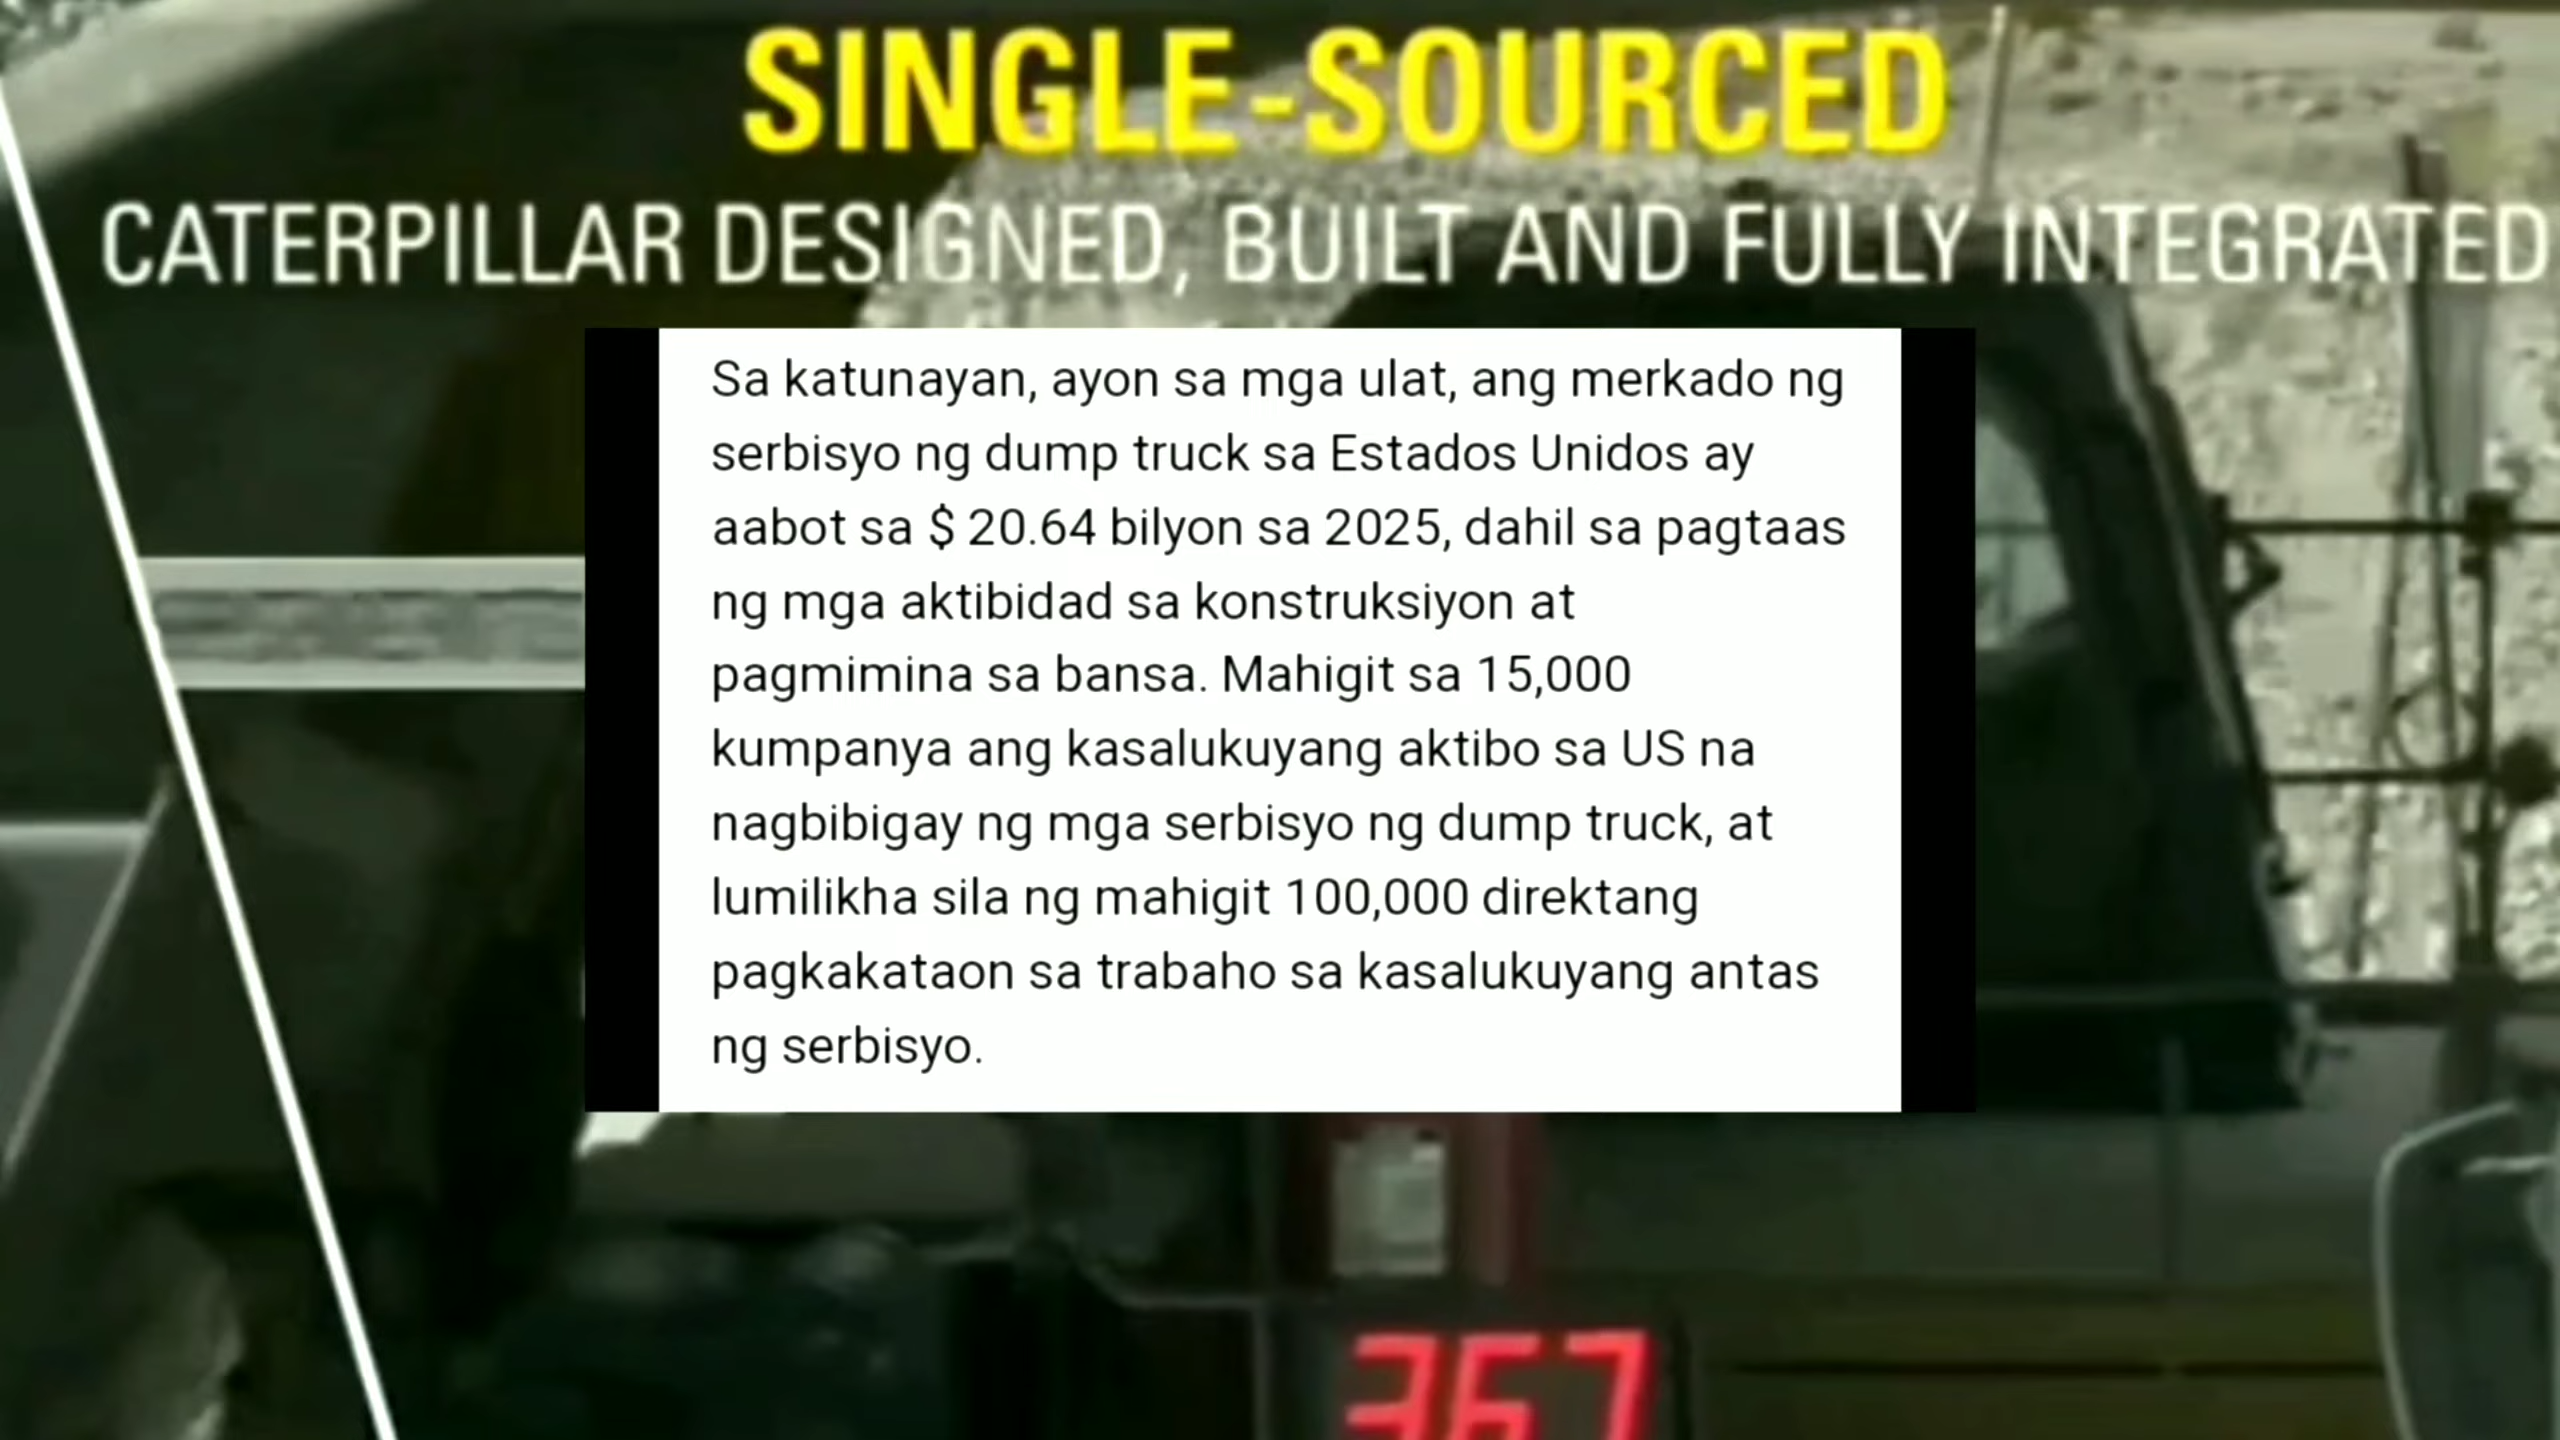 SINGLE-SOURCED
CATERPILLAR DESIGNED, BUILT AND FULLY INTEGRATED
Sa katunayan, ayon sa mga ulat, ang merkado ng
serbisyo ng dump truck sa Estados Unidos ay
aabot sa $ 20.64 bilyon sa 2025, dahil sa pagtaas
ng mga aktibidad sa konstruksiyon at
pagmimina sa bansa. Mahigit sa 15,000
kumpanya ang kasalukuyang aktibo sa US na
nagbibigay ng mga serbisyo ng dump truck, at
lumilikha sila ng mahigit 100,000 direktang
pagkakataon sa trabaho sa kasalukuyang antas
ng serbisyo.
367